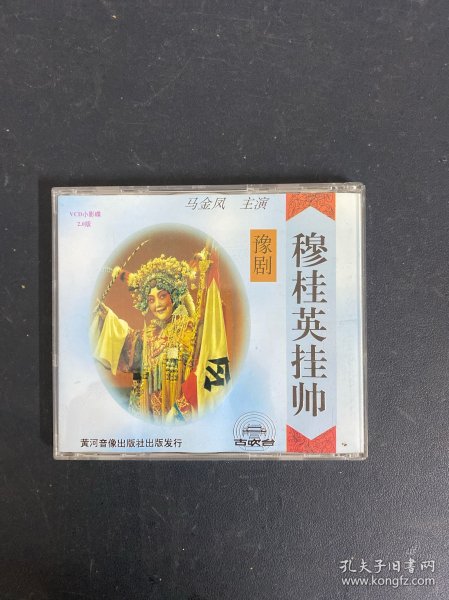 马金凤 主演
VCD小影碟
2.0版
豫剧
穆桂英挂帅
帅
黄河音像出版社出版发行
古吹台
孔夫子旧书网
www.kongfz.com